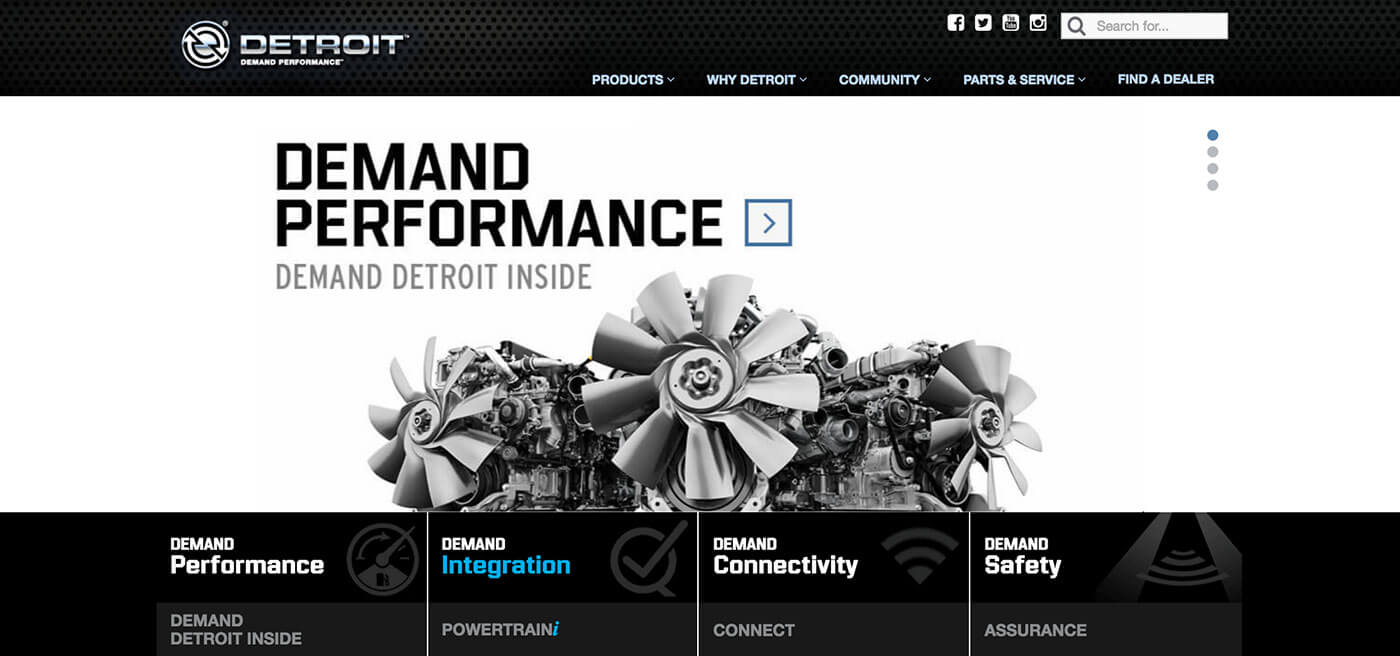 DETROIT™
DEMAND PERFORMANCE™
Search for...
PRODUCTS
WHY DETROIT
COMMUNITY
PARTS & SERVICE
FIND A DEALER
DEMAND
PERFORMANCE
DEMAND DETROIT INSIDE
DEMAND
Performance
DEMAND
Integration
DEMAND
Connectivity
DEMAND
Safety
DEMAND
DETROIT INSIDE
POWERTRAINi
CONNECT
ASSURANCE